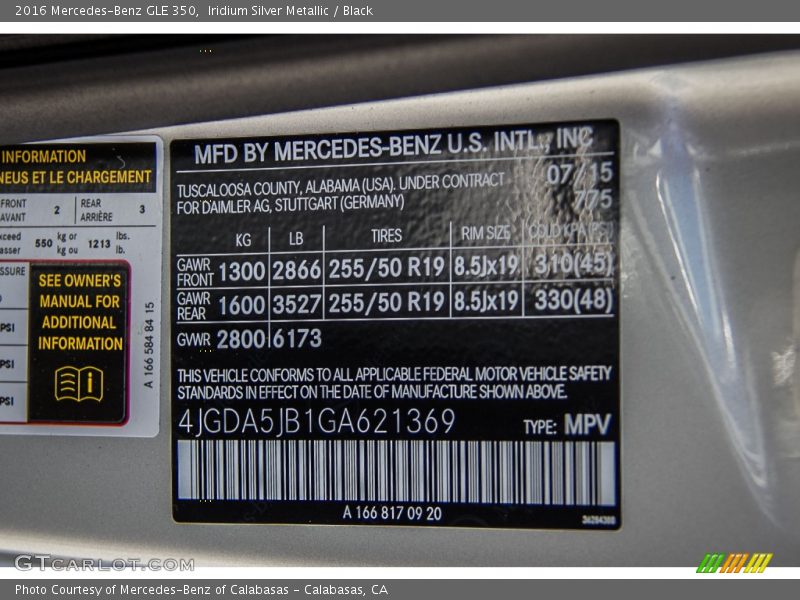 2016 Mercedes-Benz GLE 350,  Iridium Silver Metallic / Black
INFORMATION
NEUS ET LE CHARGEMENT
FRONT
AVANT
2
REAR
ARRIÈRE
3
550
kg or
kg ou
1213
lbs.
lb.
PSI
PSI
PSI
SEE OWNER'S
MANUAL FOR
ADDITIONAL
INFORMATION
A 166 584 84 15
MFD BY MERCEDES-BENZ U.S. INTL., INC
TUSCALOOSA COUNTY, ALABAMA (USA). UNDER CONTRACT
FOR DAIMLER AG, STUTTGART (GERMANY)
07/15
775
KG LB TIRES RIM SIZE COLD KPA (PSI)
GAWR FRONT 1300 2866 255/50 R19 8.5Jx19 310(45)
GAWR REAR 1600 3527 255/50 R19 8.5Jx19 330(48)
GWR 2800 6173
THIS VEHICLE CONFORMS TO ALL APPLICABLE FEDERAL MOTOR VEHICLE SAFETY
STANDARDS IN EFFECT ON THE DATE OF MANUFACTURE SHOWN ABOVE.
4JGDA5JB1GA621369 TYPE: MPV
A 166 817 09 20
GTCARLOT.COM
Photo Courtesy of Mercedes-Benz of Calabasas - Calabasas, CA